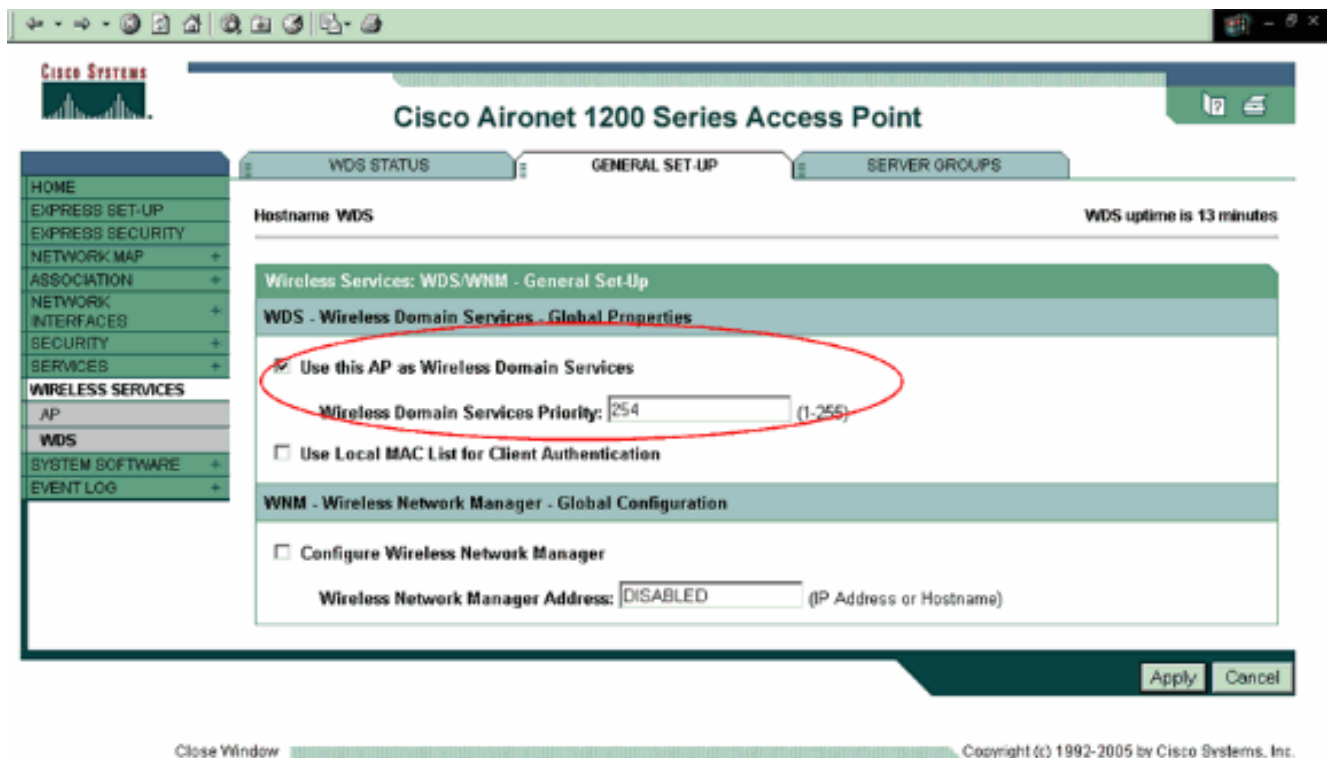 CISCO SYSTEMS
Cisco Aironet 1200 Series Access Point
WDS STATUS
GENERAL SET-UP
SERVER GROUPS
HOME
EXPRESS SET-UP
EXPRESS SECURITY
NETWORK MAP +
ASSOCIATION +
NETWORK
INTERFACES +
SECURITY +
SERVICES +
WIRELESS SERVICES
AP
WDS
SYSTEM SOFTWARE +
EVENT LOG +
Hostname WDS
WDS uptime is 13 minutes
Wireless Services: WDS/WNM - General Set-Up
WDS - Wireless Domain Services - Global Properties
Use this AP as Wireless Domain Services
Wireless Domain Services Priority: 254 (1-255)
Use Local MAC List for Client Authentication
WNM - Wireless Network Manager - Global Configuration
Configure Wireless Network Manager
Wireless Network Manager Address: DISABLED (IP Address or Hostname)
Apply Cancel
Close Window
Copyright (c) 1992-2005 by Cisco Systems, Inc.